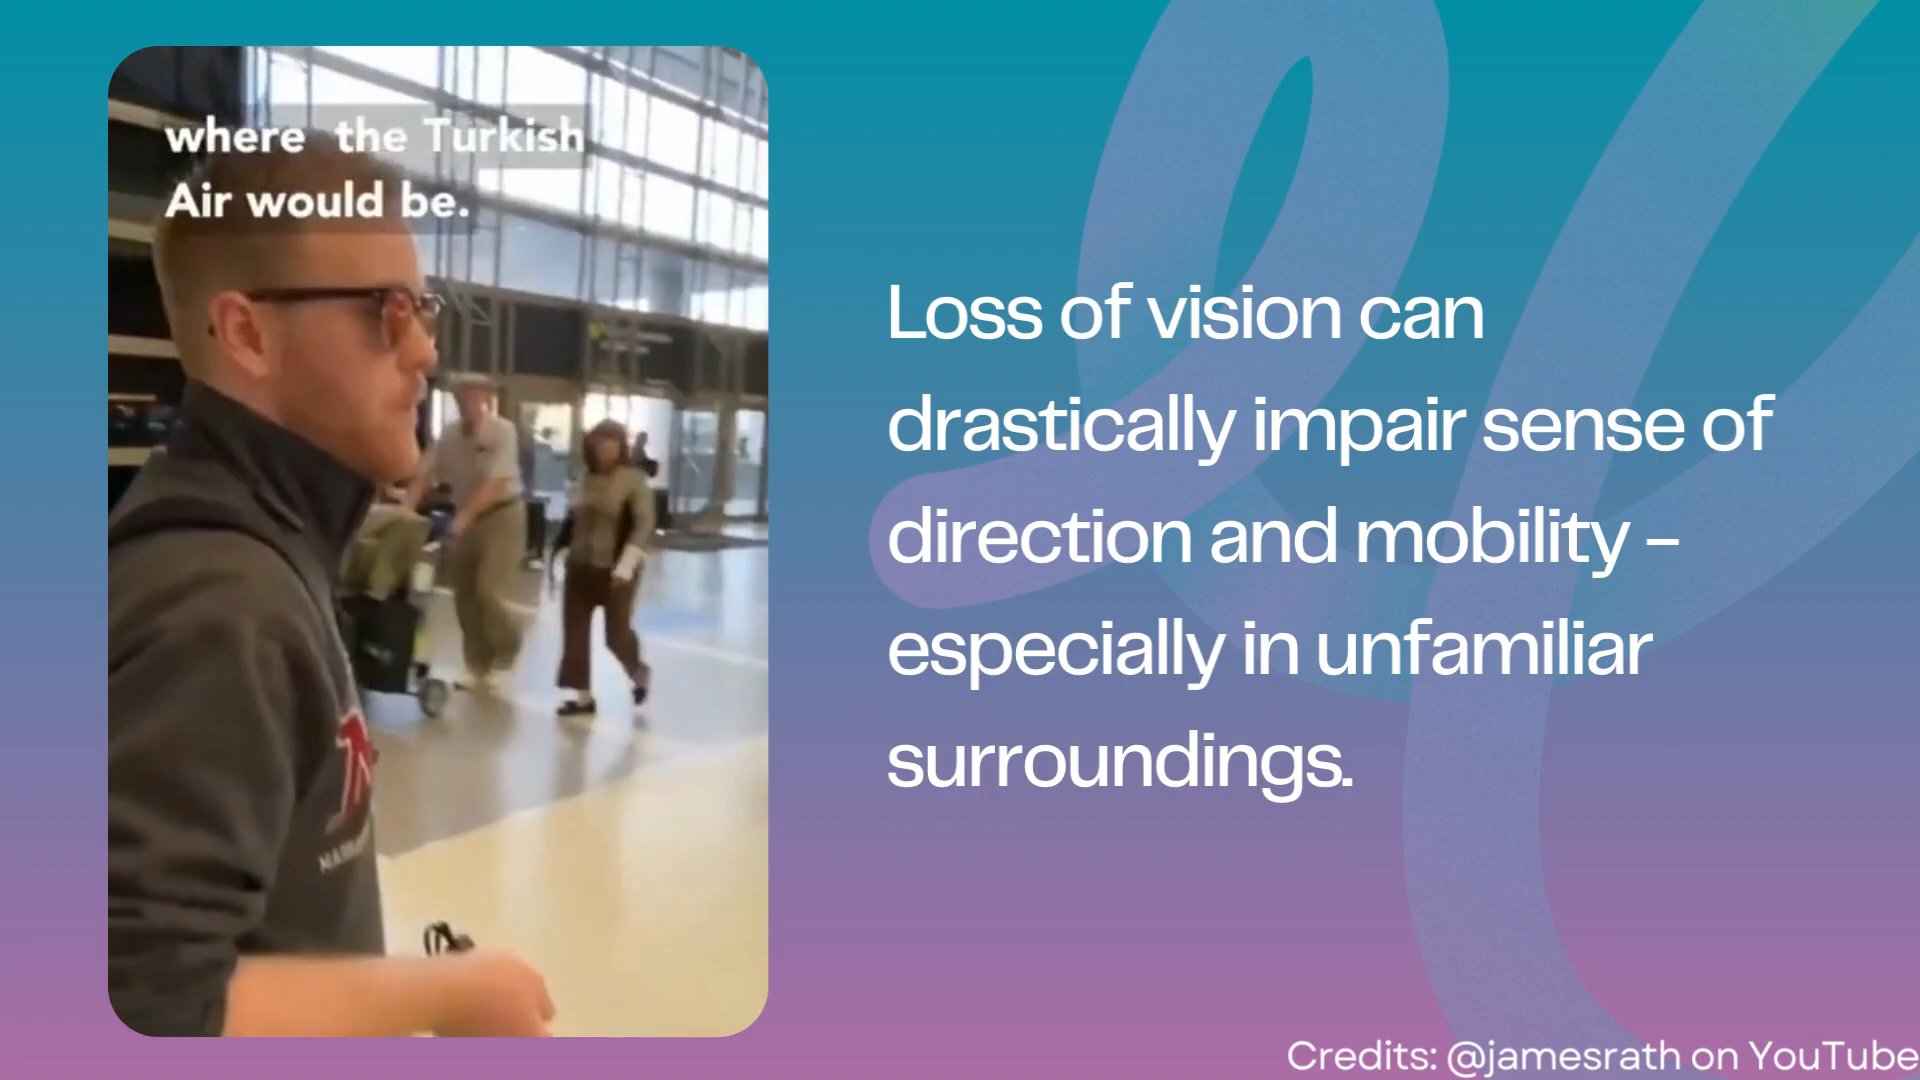 where the Turkish
Air would be.
Loss of vision can
drastically impair sense of
direction and mobility –
especially in unfamiliar
surroundings.
Credits: @jamesrath on YouTube